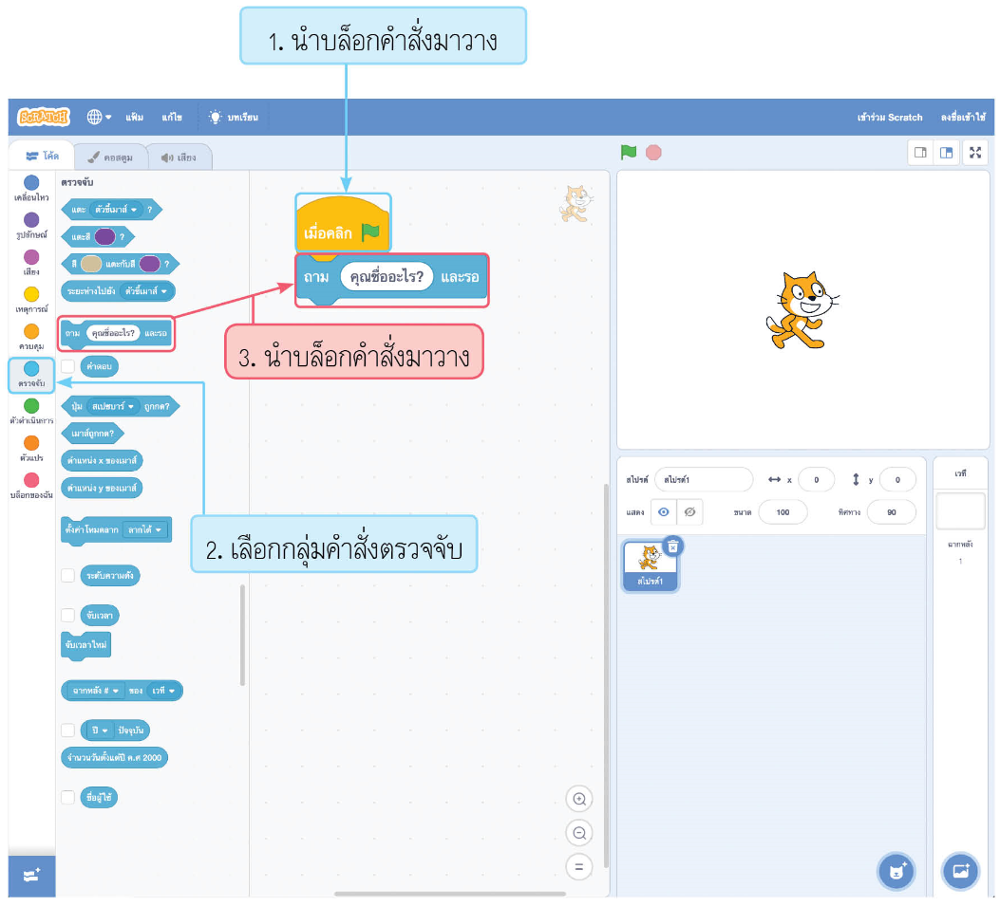 1. นำบล็อกคำสั่งมาวาง
SCRATCH แฟ้ม แก้ไข บทเรียน เข้าร่วม Scratch ลงชื่อเข้าใช้
โค้ด คอสตูม เสียง
ตรวจจับ
เคลื่อนไหว
รูปลักษณ์
เสียง
เหตุการณ์
ควบคุม
ตรวจจับ
ตัวดำเนินการ
ตัวแปร
บล็อกของฉัน
แตะ ตัวชี้เมาส์ ?
แตะสี ?
สี แตะกับสี ?
ระยะห่างไปยัง ตัวชี้เมาส์
ถาม คุณชื่ออะไร? และรอ
คำตอบ
ปุ่ม สเปซบาร์ ถูกกด?
เมาส์ถูกกด?
ตำแหน่ง x ของเมาส์
ตำแหน่ง y ของเมาส์
ตั้งค่าโหมดลาก ลากได้
ระดับความดัง
จับเวลา
จับเวลาใหม่
ฉากหลัง # ของ เวที
ปี ปัจจุบัน
จำนวนวันตั้งแต่ปี ค.ศ 2000
ชื่อผู้ใช้
เมื่อคลิก
ถาม คุณชื่ออะไร? และรอ
3. นำบล็อกคำสั่งมาวาง
2. เลือกกลุ่มคำสั่งตรวจจับ
สไปรต์ สไปรต์1 x 0 y 0
แสดง ขนาด 100 ทิศทาง 90
สไปรต์1
เวที
ฉากหลัง
1